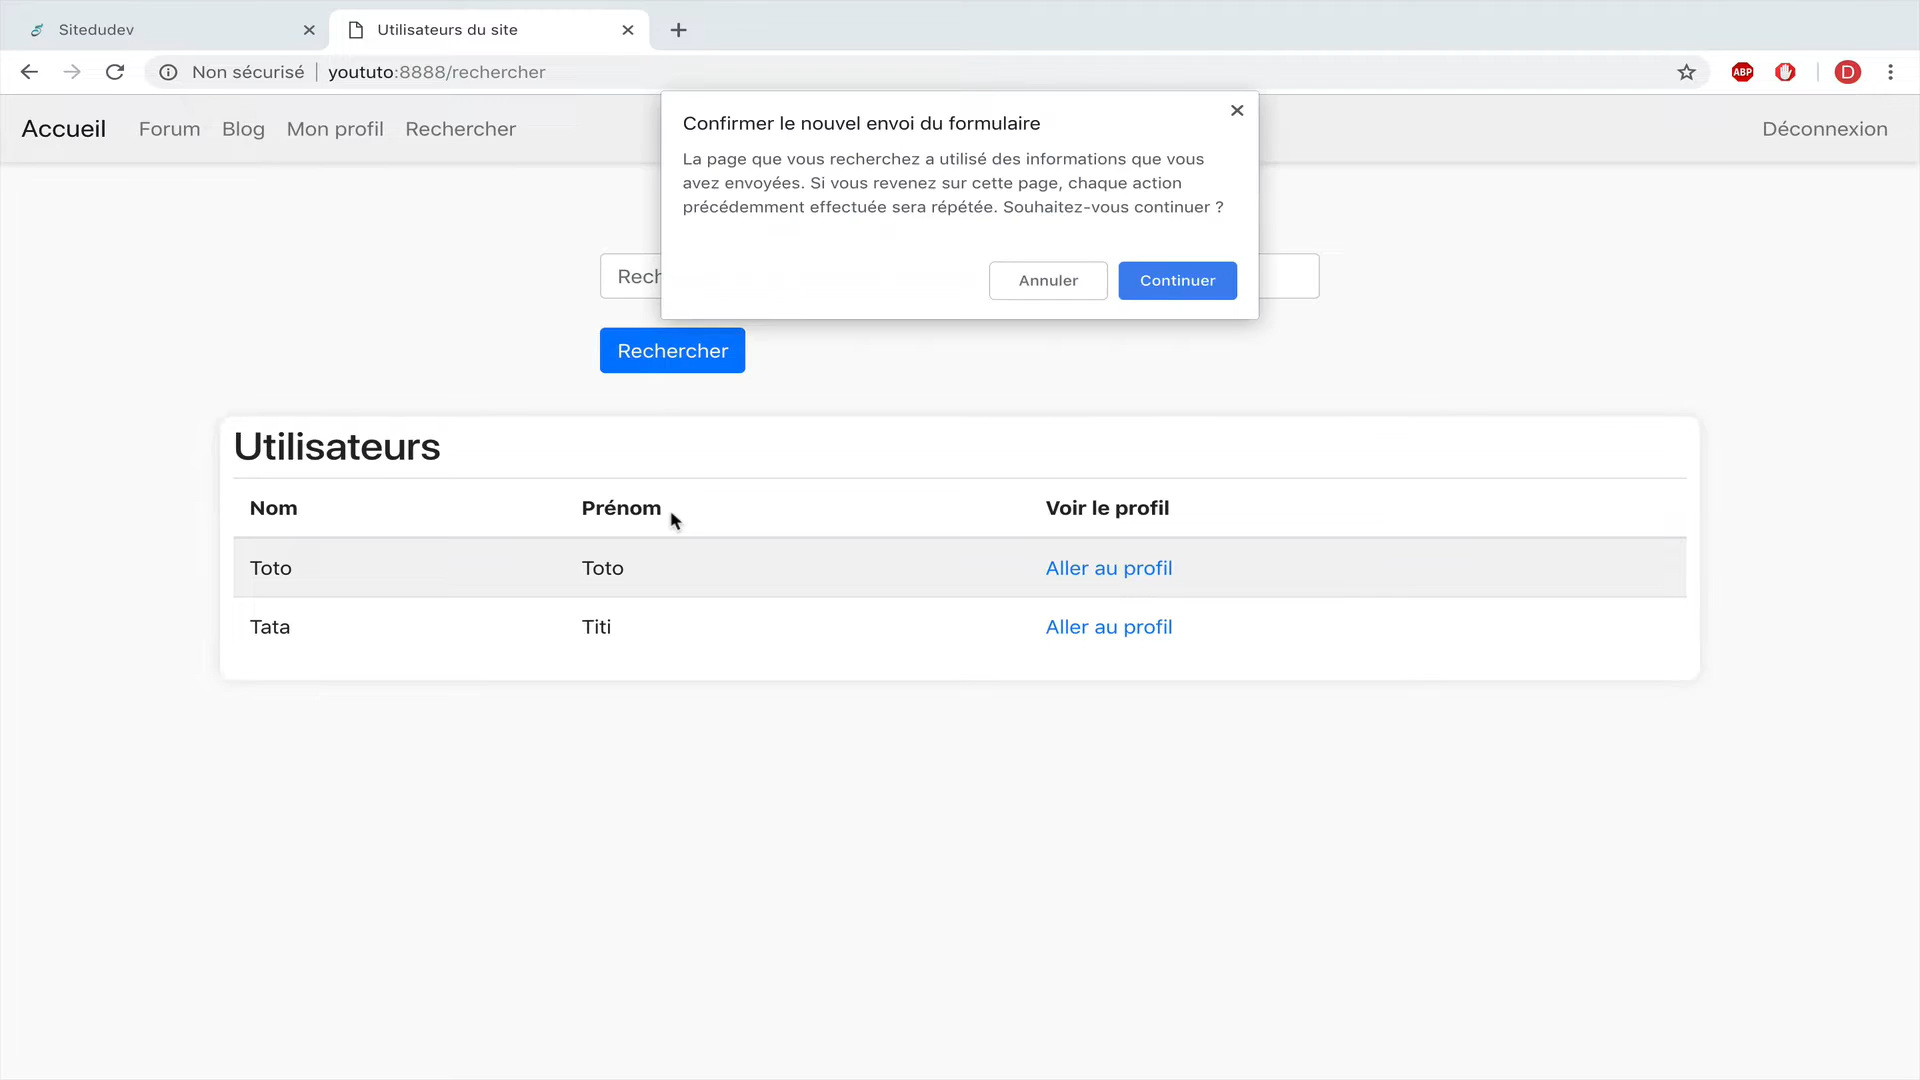 Sitedudev
Utilisateurs du site
Non sécurisé
yoututo:8888/rechercher
ABP
D
Accueil
Forum
Blog
Mon profil
Rechercher
Déconnexion
Confirmer le nouvel envoi du formulaire
La page que vous recherchez a utilisé des informations que vous
avez envoyées. Si vous revenez sur cette page, chaque action
précédemment effectuée sera répétée. Souhaitez-vous continuer ?
Annuler
Continuer
Rech
Rechercher
Utilisateurs
Nom Prénom Voir le profil
Toto Toto Aller au profil
Tata Titi Aller au profil